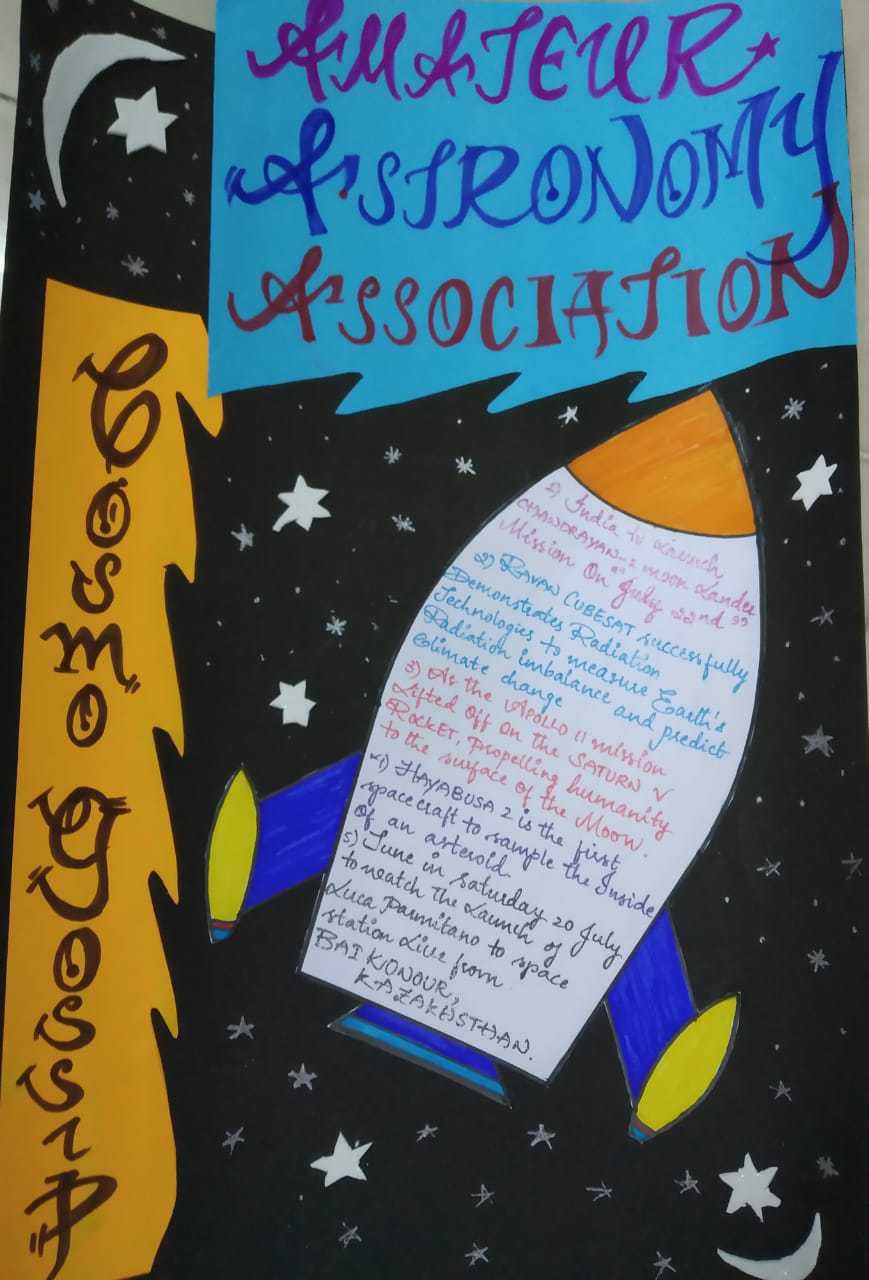 AMATEUR
"ASTRONOMY
ASSOCIATION
COSMO GOSSIP
1) India to Launch
CHANDRAYAN-2 moon Lander
Mission On "July 22nd"
2) RAVAN CUBESAT successfully
Demonstrates Radiation
Technologies to measure Earth's
Radiation imbalance and predict
Climate change
3) As the APOLLO 11 mission
Lifted Off On the SATURN V
ROCKET, Propelling humanity
to the surface of the Moon.
4) HAYABUSA 2 is the first
spacecraft to sample the Inside
Of an asteroid.
5) June in Saturday 20 July
to watch The Launch of
Luca Parmitano to space
station Live from
BAIKONOUR,
KAZAKHSTHAN.